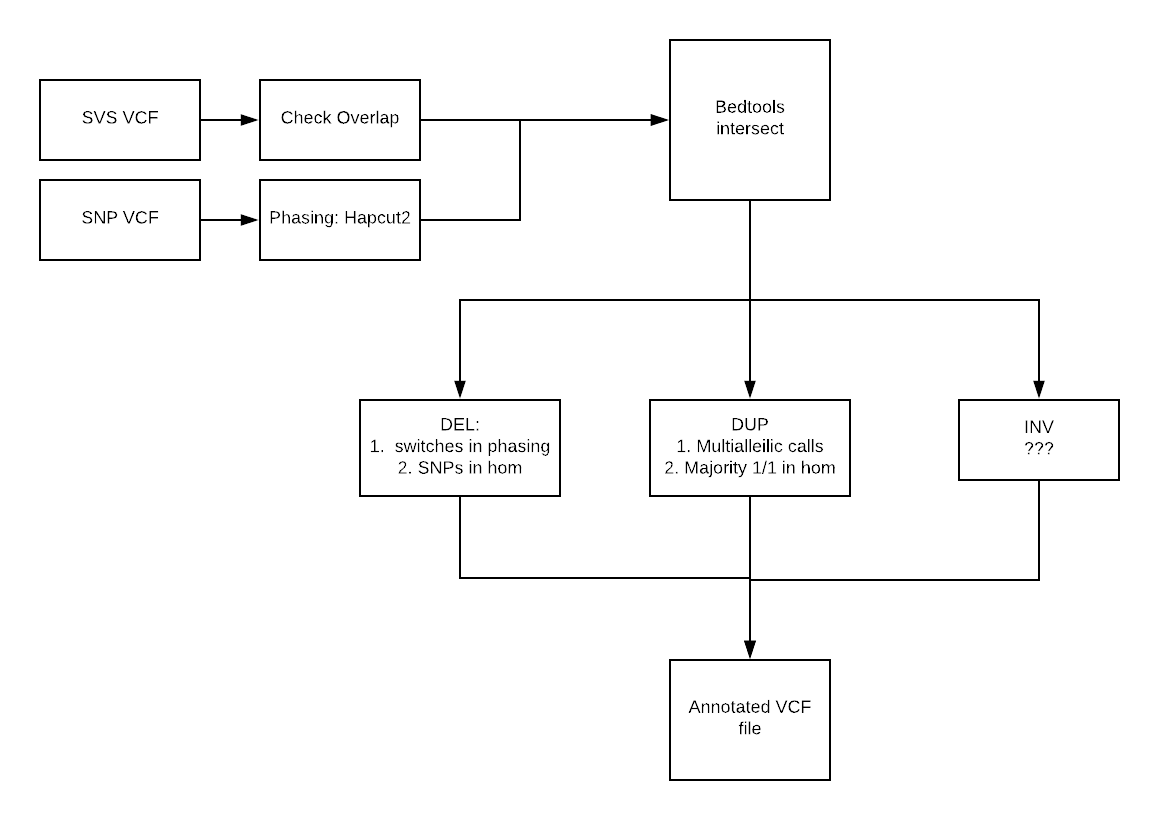 SVS VCF
Check Overlap
Bedtools
intersect
SNP VCF
Phasing: Hapcut2
DEL:
1. switches in phasing
2. SNPs in hom
DUP
1. Multialleilic calls
2. Majority 1/1 in hom
INV
???
Annotated VCF
file